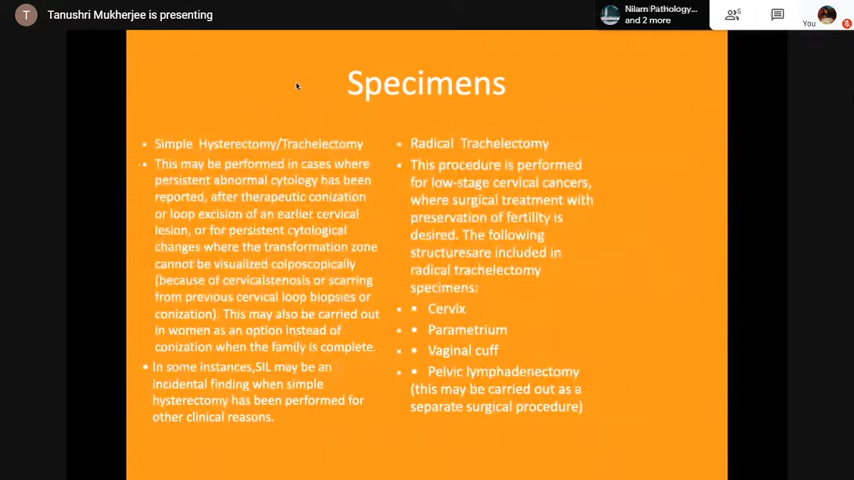 T Tanushri Mukherjee is presenting
Nilam Pathology...
and 2 more
6
You
Specimens
• Simple Hysterectomy/Trachelectomy
• This may be performed in cases where
persistent abnormal cytology has been
reported, after therapeutic conization
or loop excision of an earlier cervical
lesion, or for persistent cytological
changes where the transformation zone
cannot be visualized colposcopically
(because of cervicalstenosis or scarring
from previous cervical loop biopsies or
conization). This may also be carried out
in women as an option instead of
conization when the family is complete.
• In some instances,SIL may be an
incidental finding when simple
hysterectomy has been performed for
other clinical reasons.
• Radical Trachelectomy
• This procedure is performed
for low-stage cervical cancers,
where surgical treatment with
preservation of fertility is
desired. The following
structuresare included in
radical trachelectomy
specimens:
• • Cervix
• • Parametrium
• • Vaginal cuff
• • Pelvic lymphadenectomy
(this may be carried out as a
separate surgical procedure)